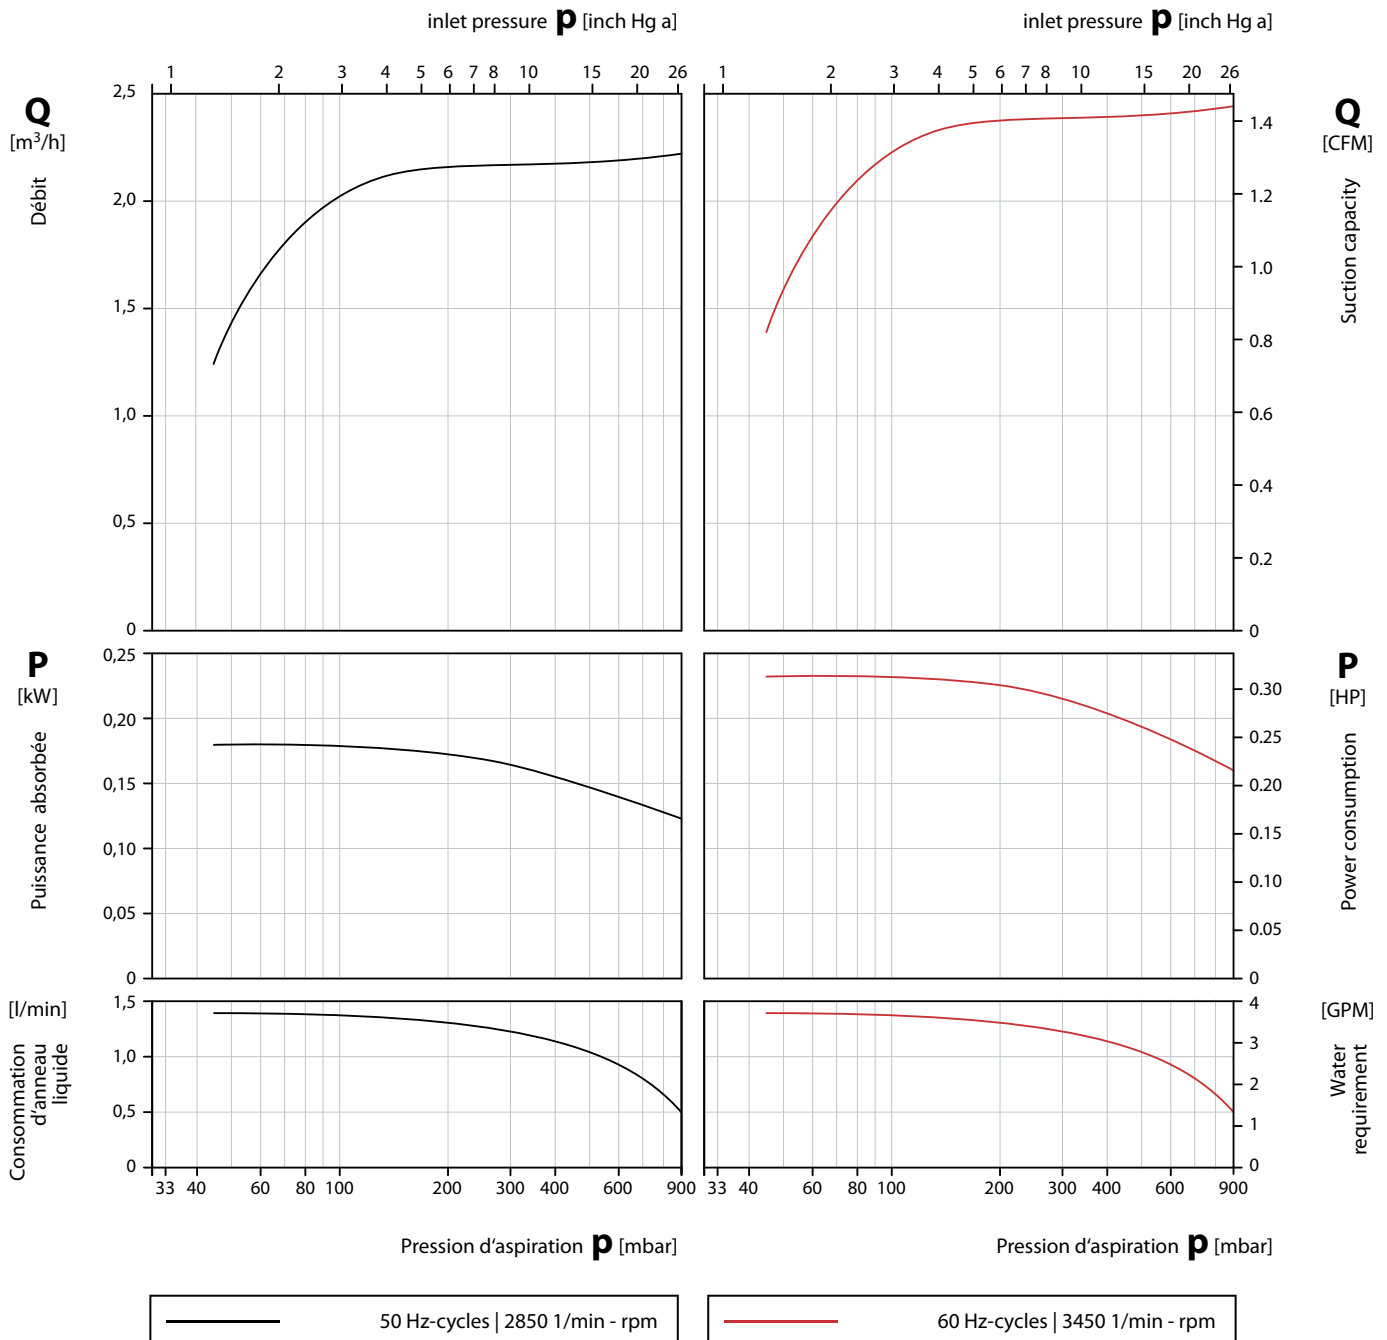 inlet pressure p [inch Hg a]
inlet pressure p [inch Hg a]
1 2 3 4 5 6 7 8 10 15 20 26
1 2 3 4 5 6 7 8 10 15 20 26
Q
[m³/h]
Débit
2,5
2,0
1,5
1,0
0,5
0
Q
[CFM]
Suction capacity
1.4
1.2
1.0
0.8
0.6
0.4
0.2
0
P
[kW]
Puissance absorbée
0,25
0,20
0,15
0,10
0,05
0
P
[HP]
Power consumption
0.30
0.25
0.20
0.15
0.10
0.05
0
[l/min]
Consommation
d'anneau
liquide
1,5
1,0
0,5
0
[GPM]
Water
requirement
4
3
2
1
0
33 40 60 80 100 200 300 400 600 900
33 40 60 80 100 200 300 400 600 900
Pression d‘aspiration p [mbar]
Pression d‘aspiration p [mbar]
50 Hz-cycles | 2850 1/min - rpm
60 Hz-cycles | 3450 1/min - rpm